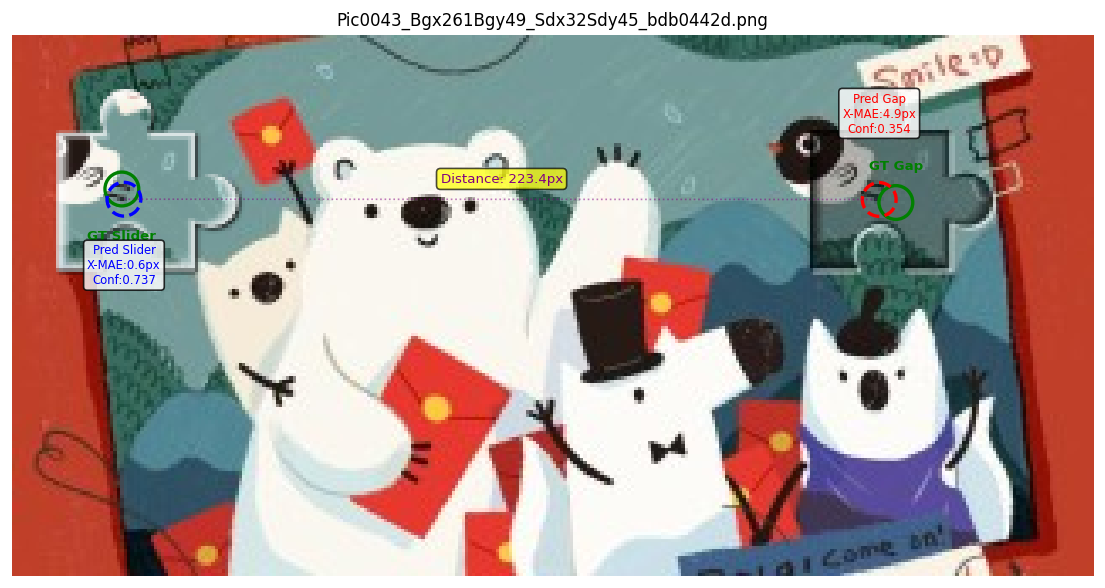 Pic0043_Bgx261Bgy49_Sdx32Sdy45_bdb0442d.png
Smile:D
Pred Gap
X-MAE:4.9px
Conf:0.354
GT Gap
Distance: 223.4px
GT Slider
Pred Slider
X-MAE:0.6px
Conf:0.737
come on!